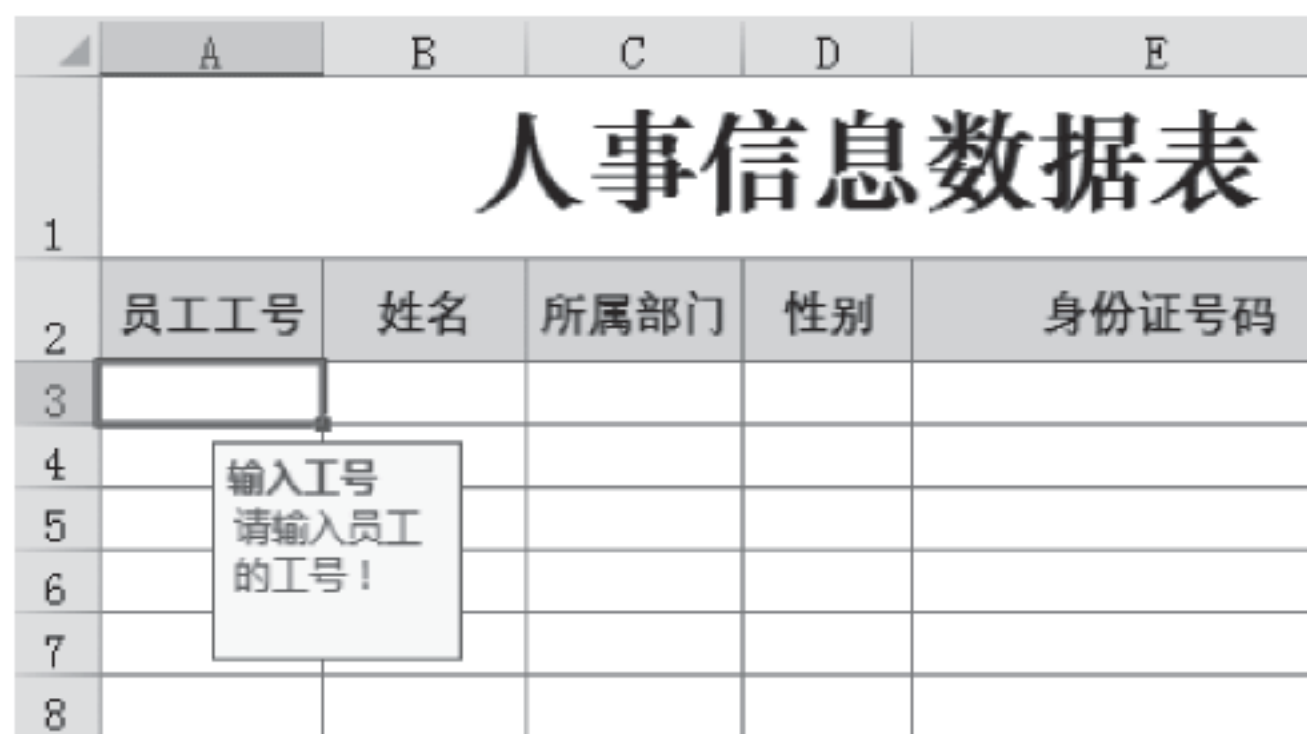 A B C D E
1 人事信息数据表
2 员工工号 姓名 所属部门 性别 身份证号码
3
4 输入工号
5 请输入员工
6 的工号！
7
8